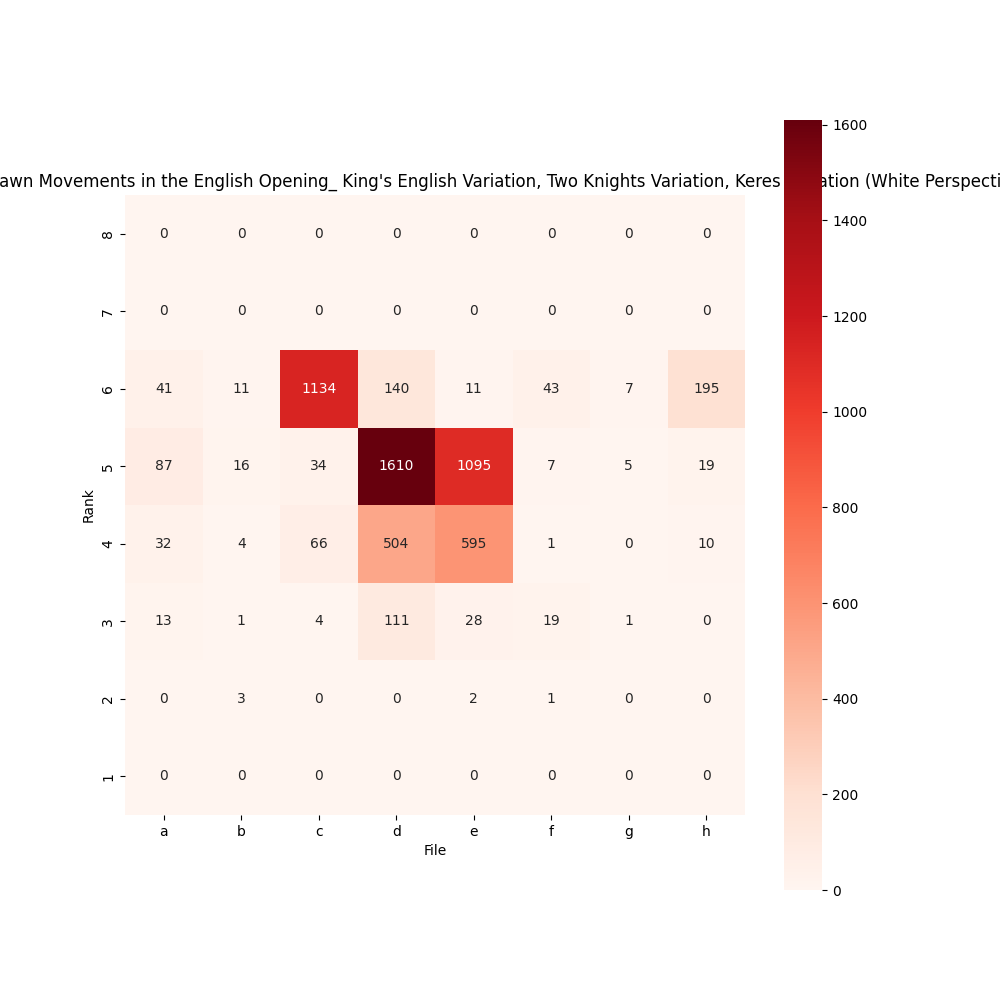 awn Movements in the English Opening_ King's English Variation, Two Knights Variation, Keres ation (White Perspecti
8 0 0 0 0 0 0 0 0
7 0 0 0 0 0 0 0 0
6 41 11 1134 140 11 43 7 195
5 87 16 34 1610 1095 7 5 19
4 32 4 66 504 595 1 0 10
3 13 1 4 111 28 19 1 0
2 0 3 0 0 2 1 0 0
1 0 0 0 0 0 0 0 0
a b c d e f g h
File
Rank
1600
1400
1200
1000
800
600
400
200
0